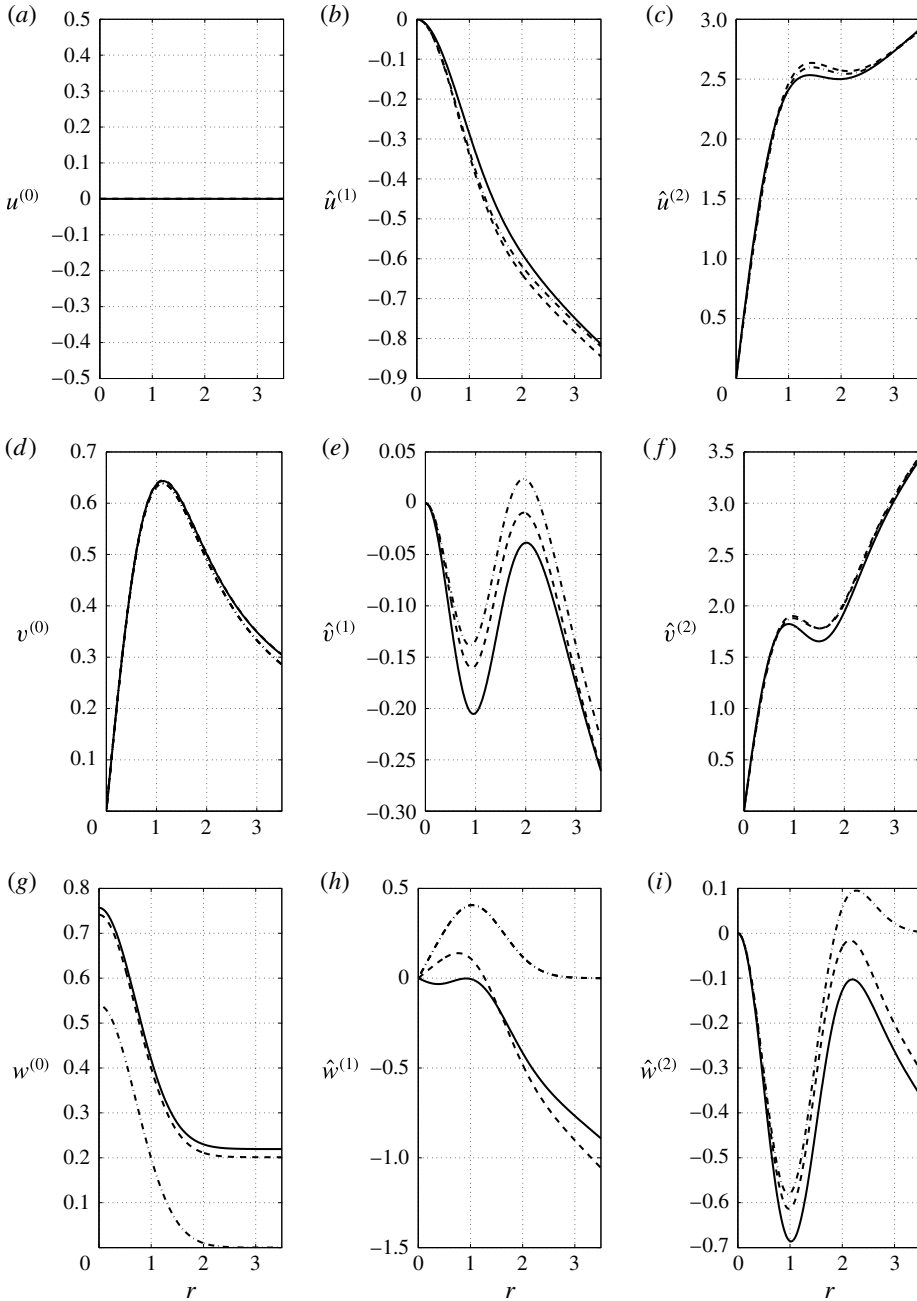 (a)
0.5
0.4
0.3
0.2
0.1
0
–0.1
–0.2
–0.3
–0.4
–0.5
0 1 2 3
u(0)
(b)
0
–0.1
–0.2
–0.3
–0.4
–0.5
–0.6
–0.7
–0.8
–0.9
0 1 2 3
û(1)
(c)
3.0
2.5
2.0
1.5
1.0
0.5
0 1 2 3
û(2)
(d)
0.7
0.6
0.5
0.4
0.3
0.2
0.1
0 1 2 3
v(0)
(e)
0.05
0
–0.05
–0.10
–0.15
–0.20
–0.25
–0.30
0 1 2 3
v̂(1)
(f)
3.5
3.0
2.5
2.0
1.5
1.0
0.5
0 1 2 3
v̂(2)
(g)
0.8
0.7
0.6
0.5
0.4
0.3
0.2
0.1
0
0 1 2 3
w(0)
r
(h)
0.5
0
–0.5
–1.0
–1.5
0 1 2 3
ŵ(1)
r
(i)
0.1
0
–0.1
–0.2
–0.3
–0.4
–0.5
–0.6
–0.7
0 1 2 3
ŵ(2)
r